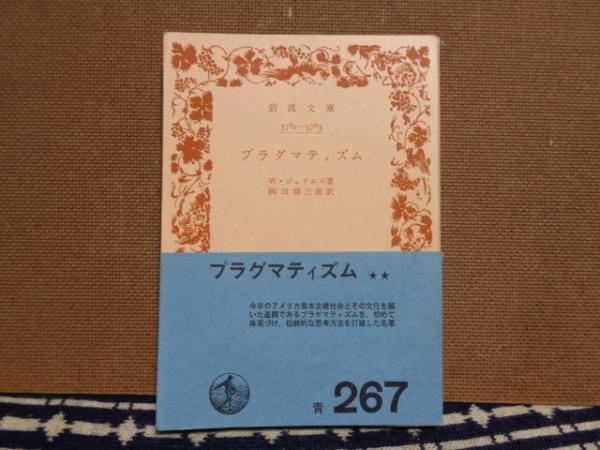 岩波文庫
5782—5783
プラグマティズム
W・ジェイムズ著
桝田啓三郎訳
プラグマティズム ★★
今日のアメリカ資本主義社会とその文化を築
いた基調であるプラグマティズムを、初めて
体系づけ、伝統的な思考方法を打破した名著
青 267